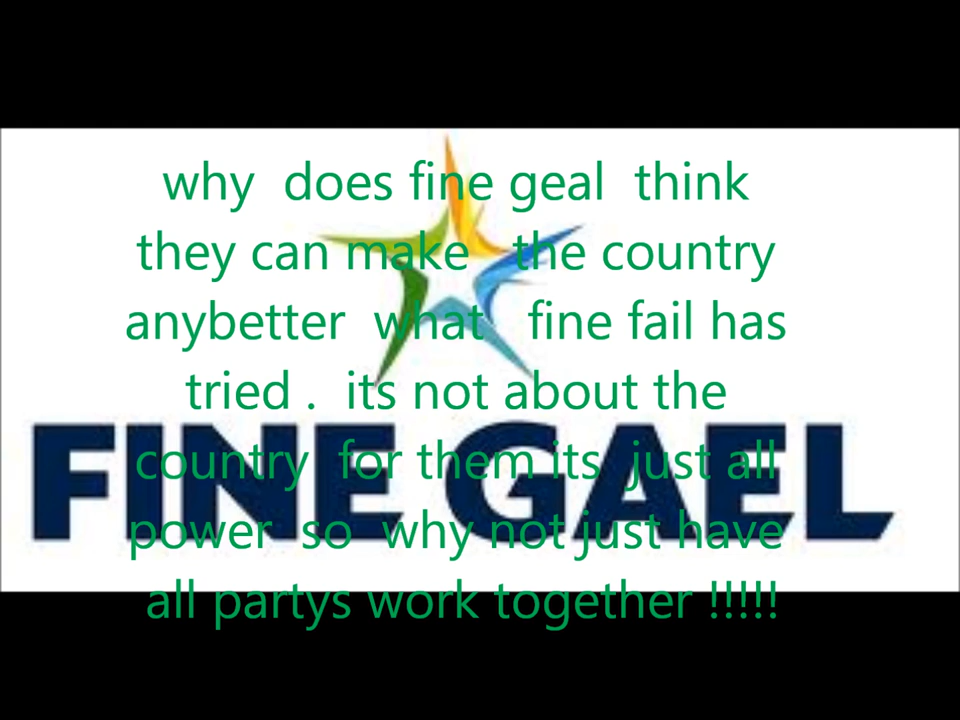 why does fine geal think
they can make the country
anybetter what fine fail has
tried . its not about the
country for them its just all
power so why not just have
all partys work together !!!!!
FINE GAEL